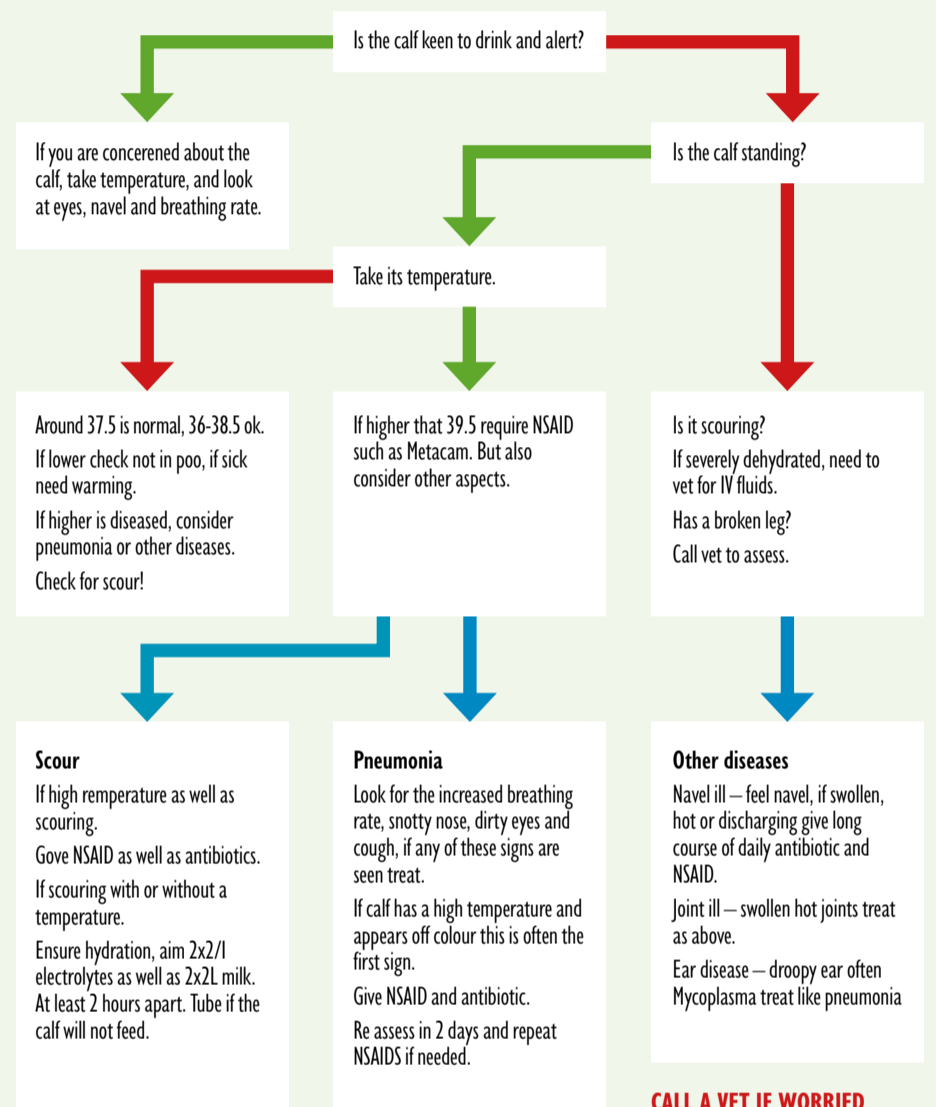 Is the calf keen to drink and alert?
If you are concerened about the
calf, take temperature, and look
at eyes, navel and breathing rate.
Is the calf standing?
Take its temperature.
Around 37.5 is normal, 36-38.5 ok.
If lower check not in poo, if sick
need warming.
If higher is diseased, consider
pneumonia or other diseases.
Check for scour!
If higher that 39.5 require NSAID
such as Metacam. But also
consider other aspects.
Is it scouring?
If severely dehydrated, need to
vet for IV fluids.
Has a broken leg?
Call vet to assess.
Scour
If high remperature as well as
scouring.
Gove NSAID as well as antibiotics.
If scouring with or without a
temperature.
Ensure hydration, aim 2x2/l
electrolytes as well as 2x2L milk.
At least 2 hours apart. Tube if the
calf will not feed.
Pneumonia
Look for the increased breathing
rate, snotty nose, dirty eyes and
cough, if any of these signs are
seen treat.
If calf has a high temperature and
appears off colour this is often the
first sign.
Give NSAID and antibiotic.
Re assess in 2 days and repeat
NSAIDS if needed.
Other diseases
Navel ill – feel navel, if swollen,
hot or discharging give long
course of daily antibiotic and
NSAID.
Joint ill – swollen hot joints treat
as above.
Ear disease – droopy ear often
Mycoplasma treat like pneumonia
CALL A VET IF WORRIED